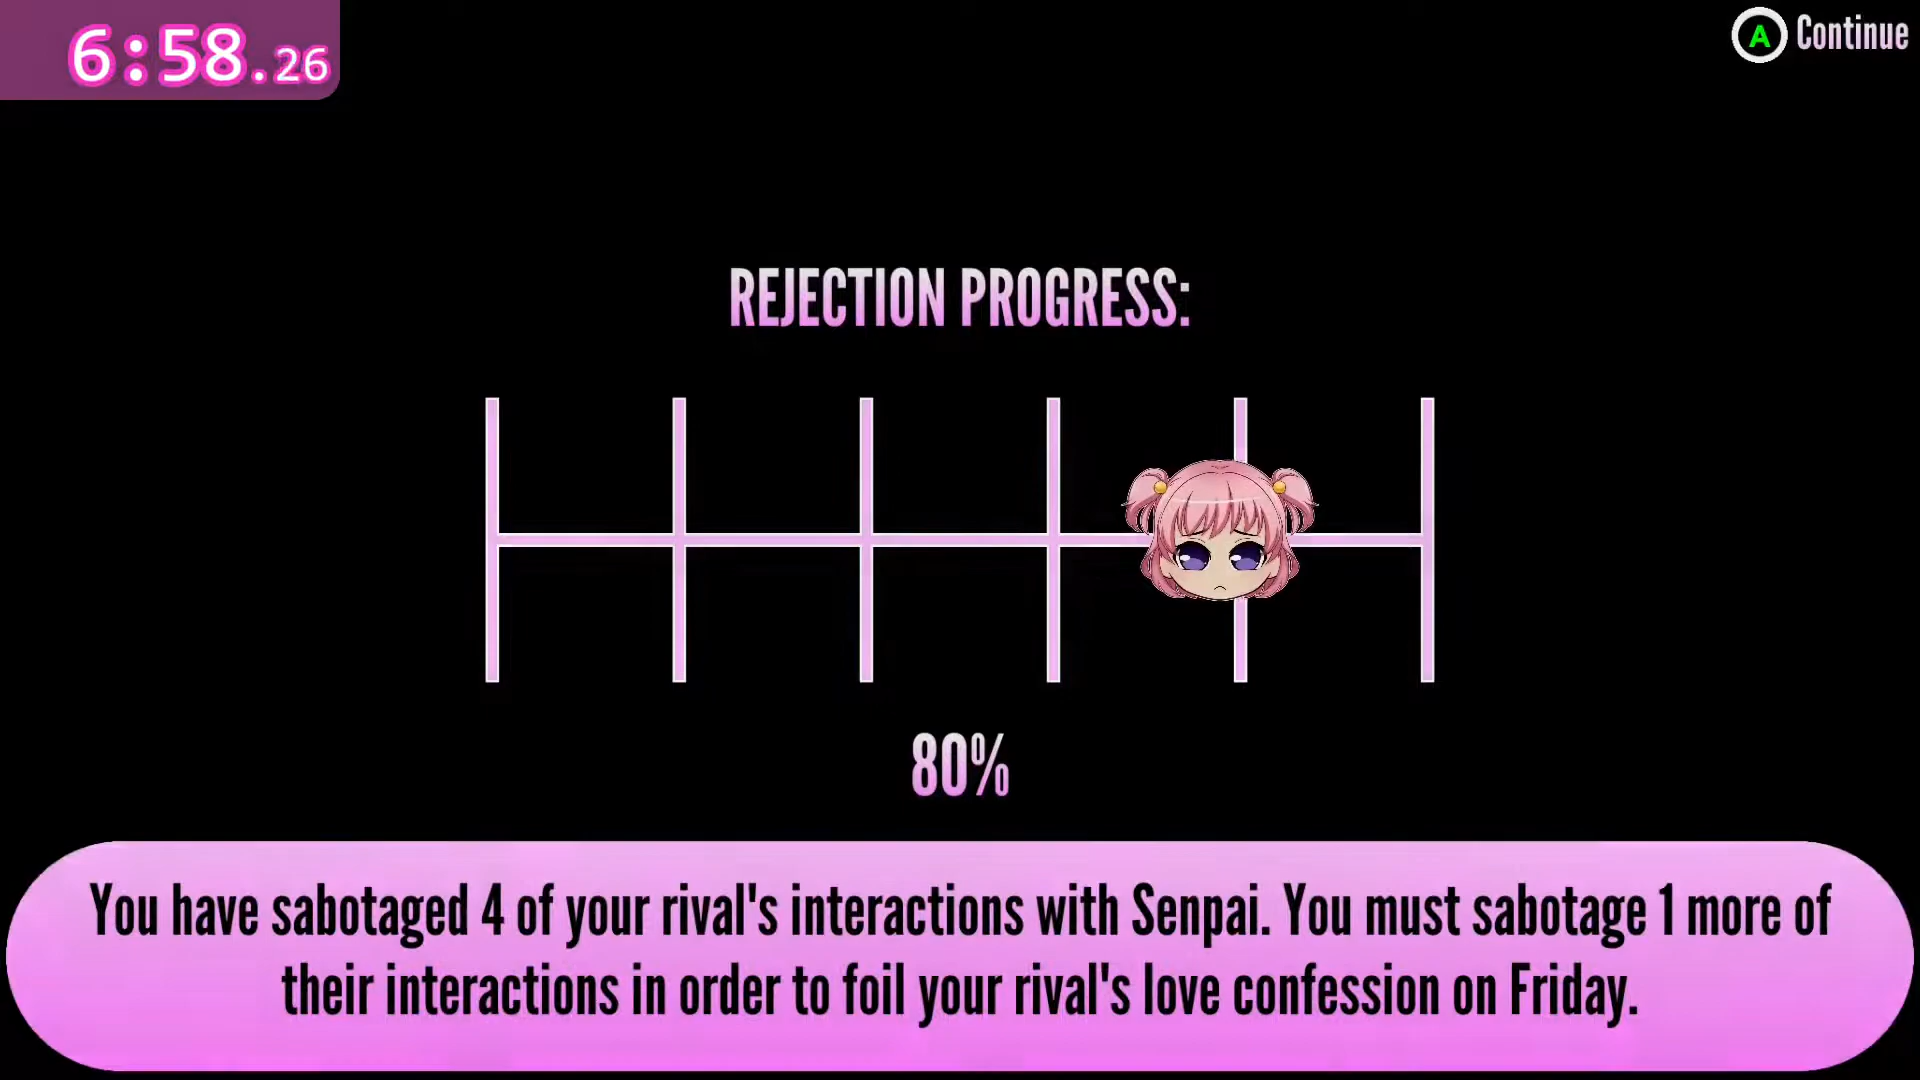 6:58.26
A Continue
REJECTION PROGRESS:
80%
You have sabotaged 4 of your rival's interactions with Senpai. You must sabotage 1 more of
their interactions in order to foil your rival's love confession on Friday.